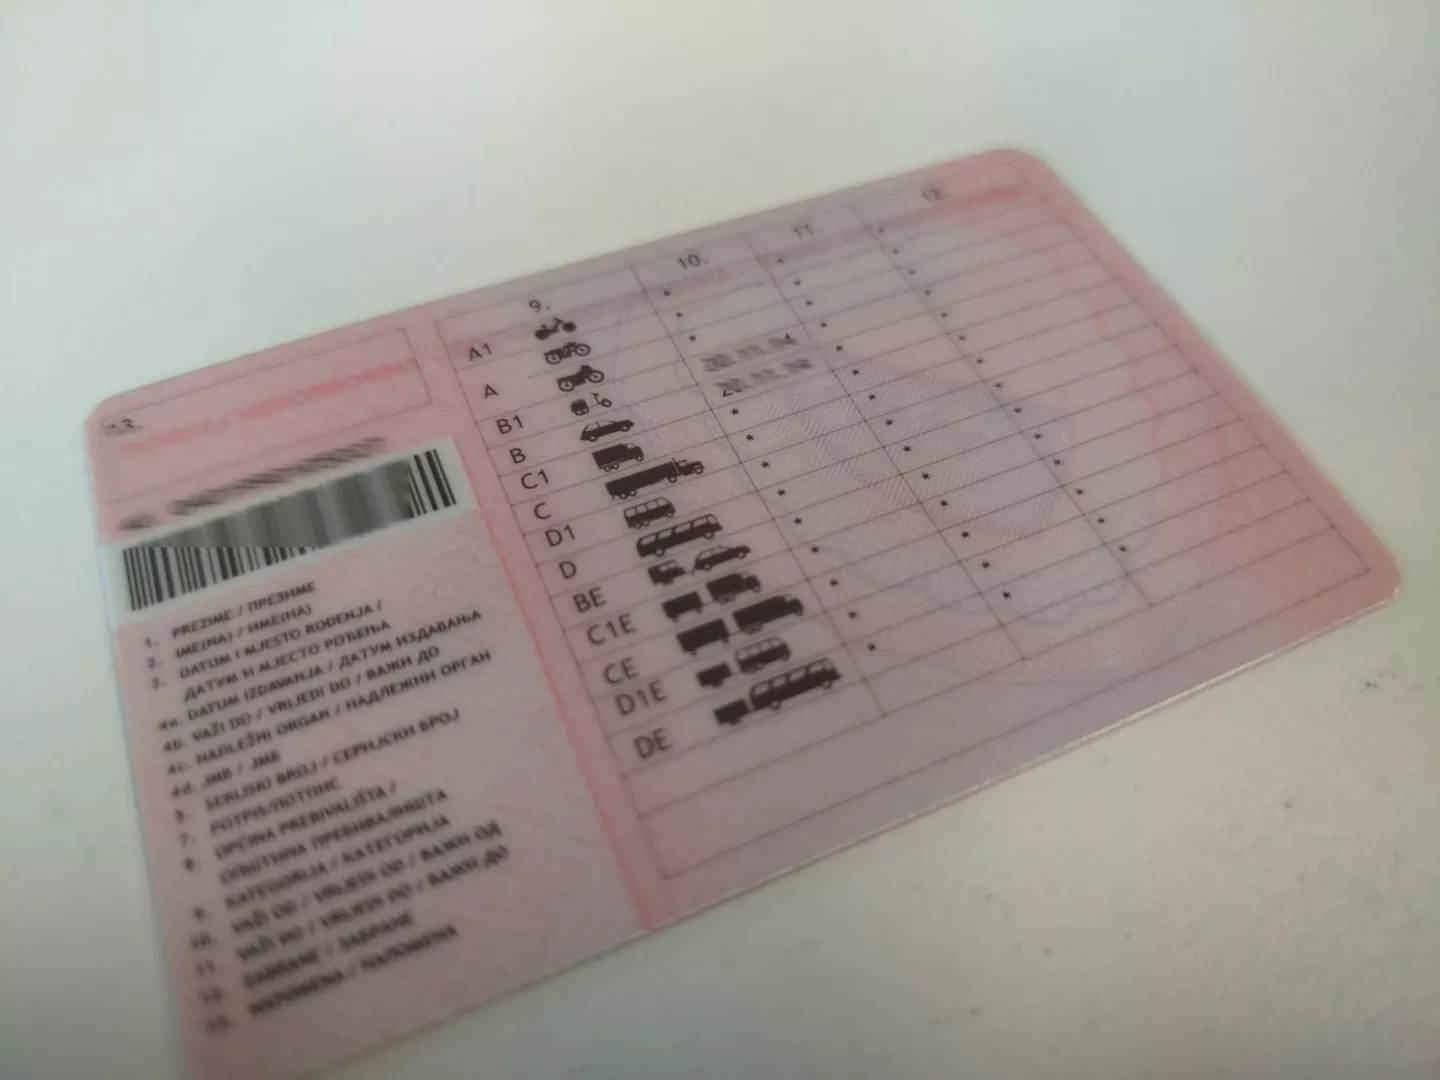 13.
1. PREZIME / ПРЕЗИМЕ
2. IME(NA) / ИМЕ(НА)
3. DATUM I MJESTO ROĐENJA /
ДАТУМ И МЈЕСТО РОЂЕЊА
4a. DATUM IZDAVANJA / ДАТУМ ИЗДАВАЊА
4b. VAŽI DO / VRIJEDI DO / ВАЖИ ДО
4c. NADLEŽNI ORGAN / НАДЛЕЖНИ ОРГАН
4d. JMB / ЈМБ
5. SERIJSKI BROJ / СЕРИЈСКИ БРОЈ
7. POTPIS/ПОТПИС
8. OPĆINA PREBIVALIŠTA /
ОПШТИНА ПРЕБИВАЛИШТА
9. KATEGORIJA / КАТЕГОРИЈА
10. VAŽI OD / VRIJEDI OD / ВАЖИ ОД
11. VAŽI DO / VRIJEDI DO / ВАЖИ ДО
12. ZABRANE / ЗАБРАНЕ
13. NAPOMENA / НАПОМЕНА
9. 10. 11. 12.
A1 * * *
A * * *
B1 * * *
B
C1 * * *
C * * *
D1 * * *
D * * *
BE * * *
C1E * * *
CE * * *
D1E * * *
DE * * *